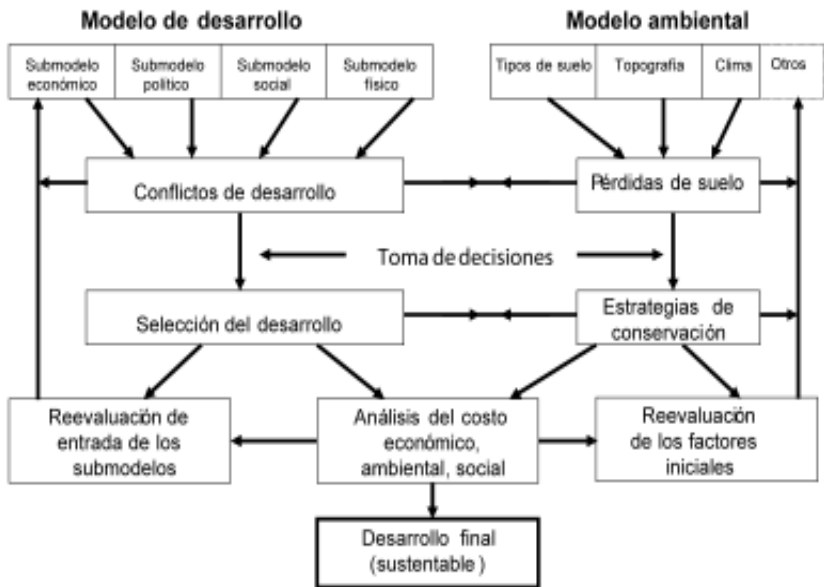 Modelo de desarrollo
Modelo ambiental
Submodelo
económico
Submodelo
político
Submodelo
social
Submodelo
físico
Tipos de suelo
Topografía
Clima
Otros
Conflictos de desarrollo
Pérdidas de suelo
Toma de decisiones
Selección del desarrollo
Estrategias de
conservación
Reevaluación de
entrada de los
submodelos
Análisis del costo
económico,
ambiental, social
Reevaluación
de los factores
iniciales
Desarrollo final
(sustentable)